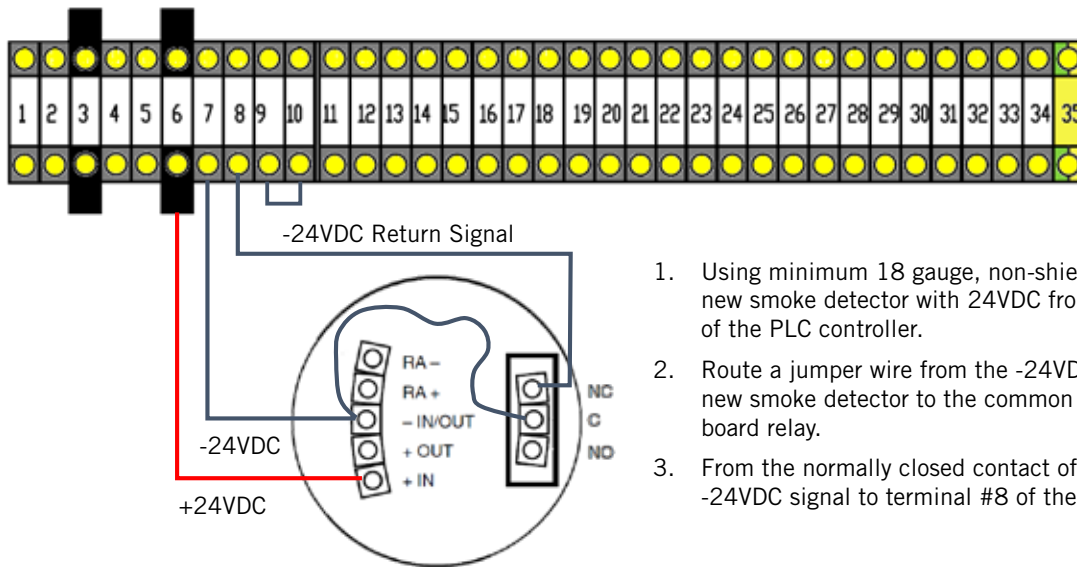 1 2 3 4 5 6 7 8 9 10 11 12 13 14 15 16 17 18 19 20 21 22 23 24 25 26 27 28 29 30 31 32 33 34 35
-24VDC Return Signal
RA –
RA +
– IN/OUT
+ OUT
+ IN
NC
C
NO
-24VDC
+24VDC
1. Using minimum 18 gauge, non-shie
new smoke detector with 24VDC fro
of the PLC controller.
2. Route a jumper wire from the -24VD
new smoke detector to the common
board relay.
3. From the normally closed contact of
-24VDC signal to terminal #8 of the